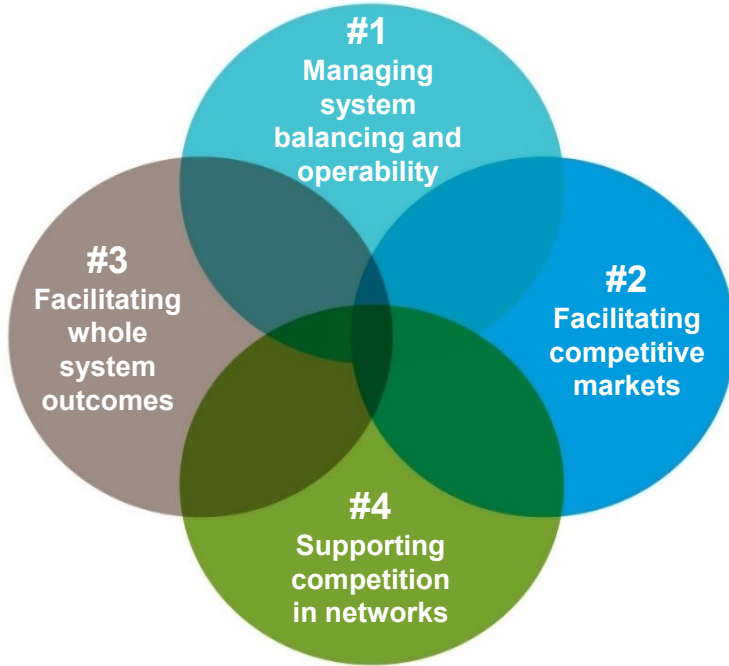 #1
Managing
system
balancing and
operability
#2
Facilitating
competitive
markets
#3
Facilitating
whole
system
outcomes
#4
Supporting
competition
in networks